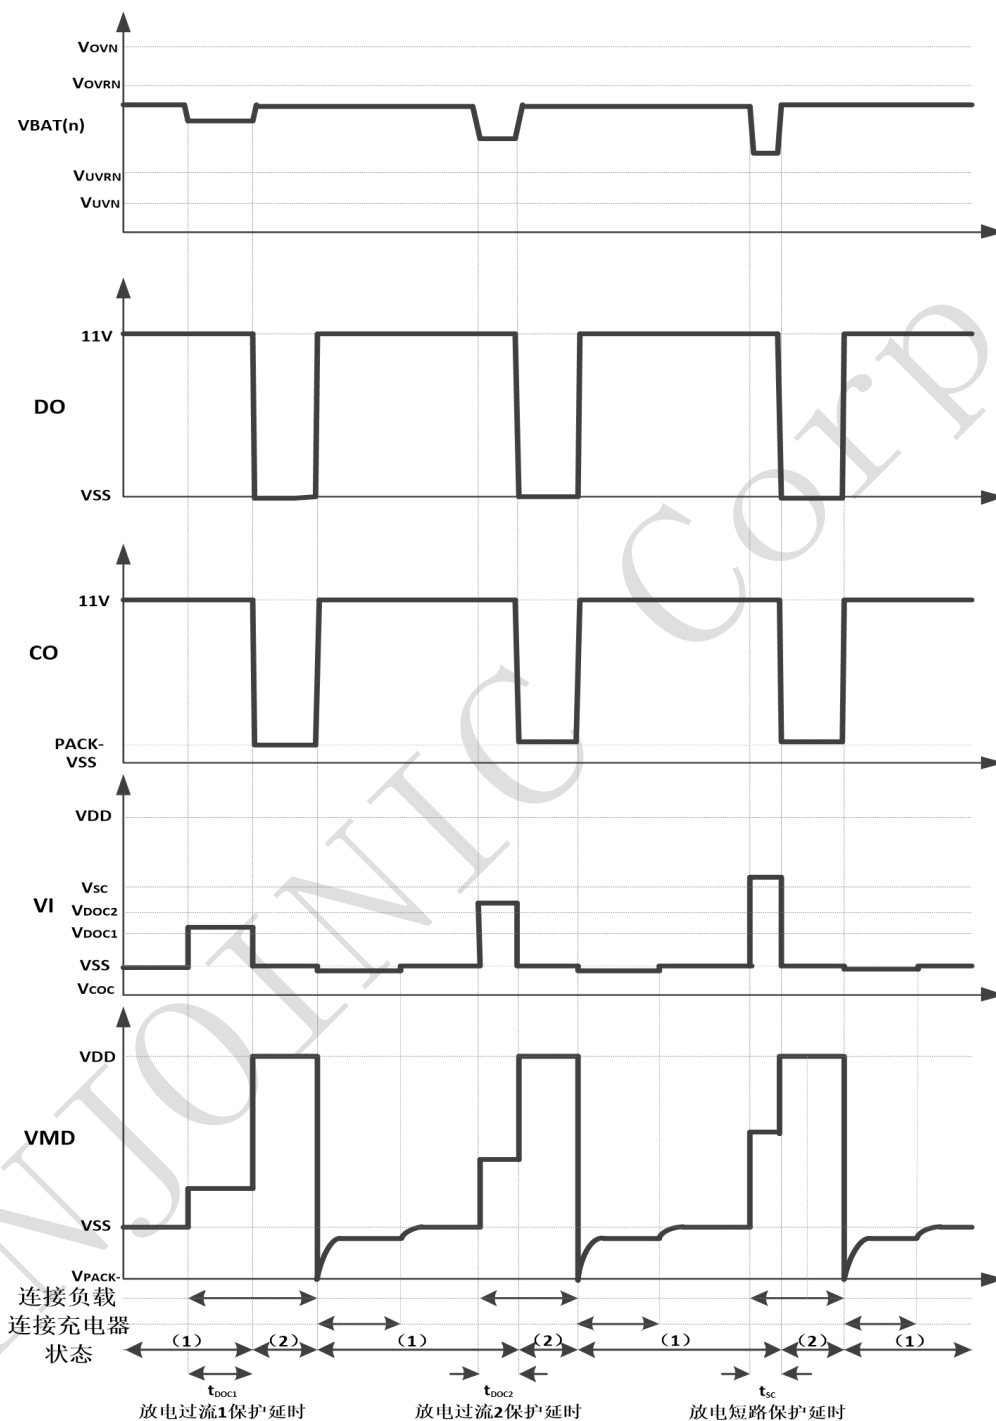 VOVN
VOVRN
VBAT(n)
VUVRN
VUVN
11V
DO
VSS
11V
CO
PACK-
VSS
VDD
VSC
VI
VDOC2
VDOC1
VSS
VCOC
VDD
VMD
VSS
VPACK-
连接负载
连接充电器
状态
(1) (2) (1) (2) (1) (2) (1)
tDOC1 tDOC2 tSC
放电过流1保护延时 放电过流2保护延时 放电短路保护延时
NJOINIC Corp